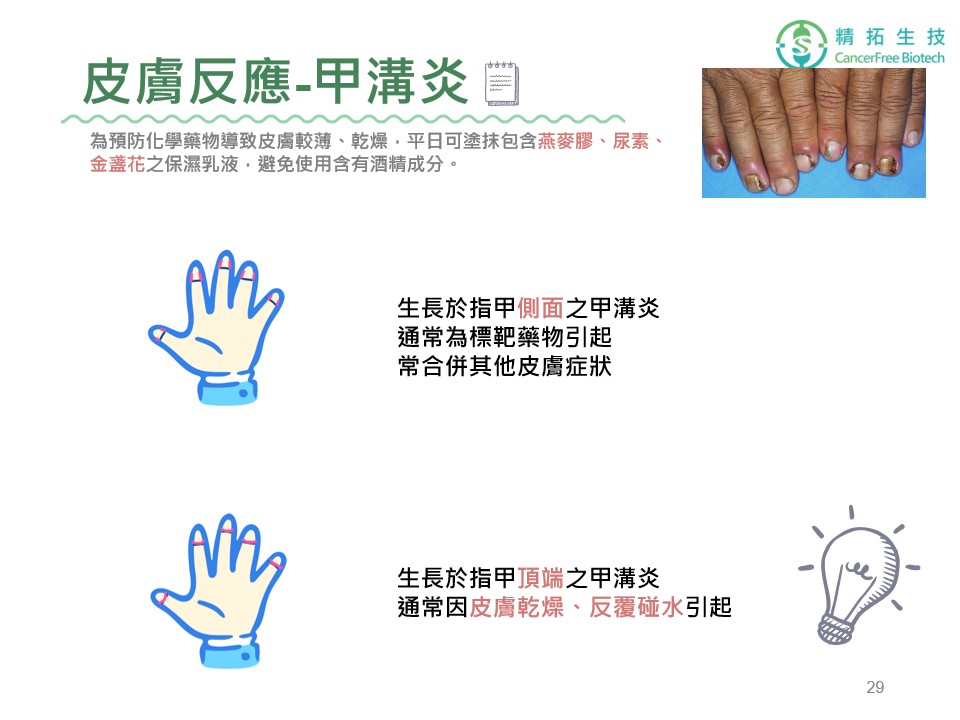 精拓生技
CancerFree Biotech
皮膚反應-甲溝炎
為預防化學藥物導致皮膚較薄、乾燥，平日可塗抹包含燕麥膠、尿素、
金盞花之保濕乳液，避免使用含有酒精成分。
生長於指甲側面之甲溝炎
通常為標靶藥物引起
常合併其他皮膚症狀
生長於指甲頂端之甲溝炎
通常因皮膚乾燥、反覆碰水引起
29